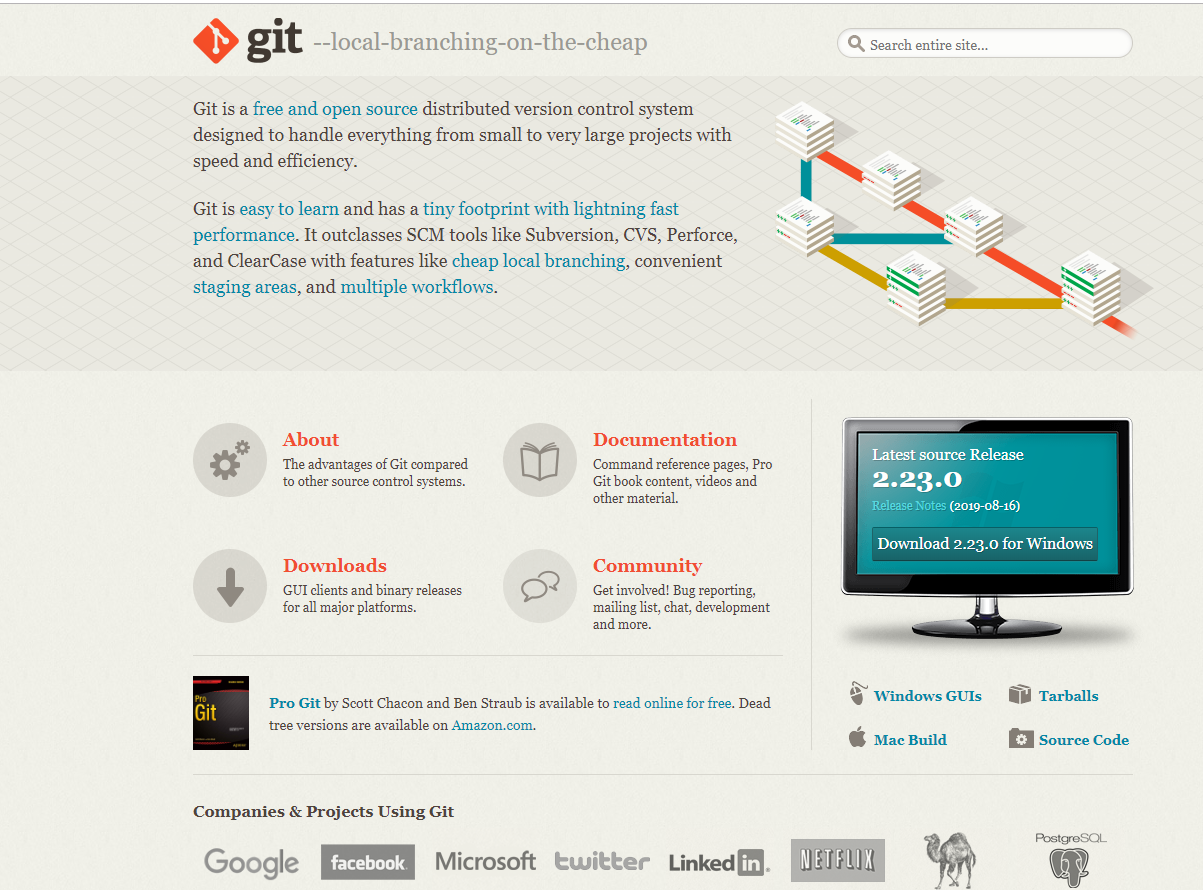 git --local-branching-on-the-cheap
Search entire site...
Git is a free and open source distributed version control system
designed to handle everything from small to very large projects with
speed and efficiency.
Git is easy to learn and has a tiny footprint with lightning fast
performance. It outclasses SCM tools like Subversion, CVS, Perforce,
and ClearCase with features like cheap local branching, convenient
staging areas, and multiple workflows.
About
The advantages of Git compared
to other source control systems.
Documentation
Command reference pages, Pro
Git book content, videos and
other material.
Downloads
GUI clients and binary releases
for all major platforms.
Community
Get involved! Bug reporting,
mailing list, chat, development
and more.
Latest source Release
2.23.0
Release Notes (2019-08-16)
Download 2.23.0 for Windows
Windows GUIs
Tarballs
Mac Build
Source Code
Pro
Git
Pro Git by Scott Chacon and Ben Straub is available to read online for free. Dead
tree versions are available on Amazon.com.
Companies & Projects Using Git
Google
facebook
Microsoft
twitter
Linked in
NETFLIX
PostgreSQL